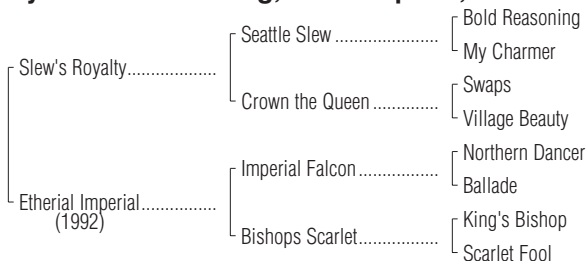 Bold Reasoning
Seattle Slew ......................
My Charmer
Slew's Royalty...................
Swaps
Crown the Queen ..............
Village Beauty
Northern Dancer
Imperial Falcon .................
Ballade
Etherial Imperial................
(1992)
King's Bishop
Bishops Scarlet.................
Scarlet Fool